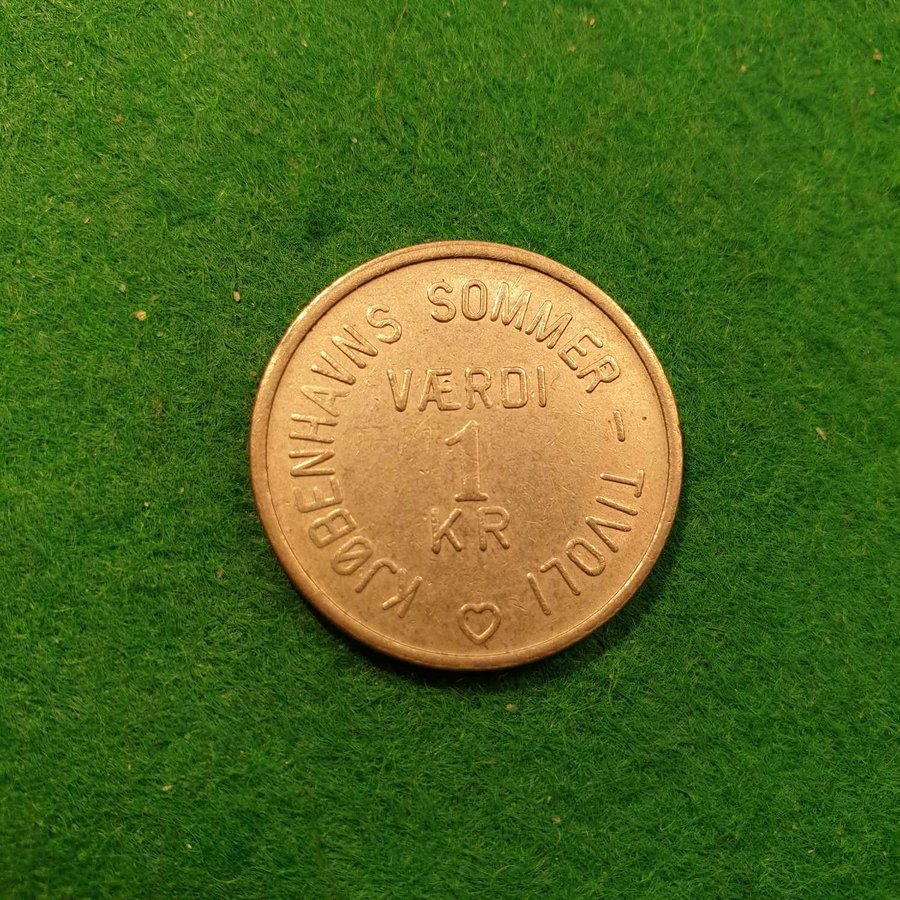 KJØBENHAVNS SOMMER - TIVOLI
VÆRDI
1
KR